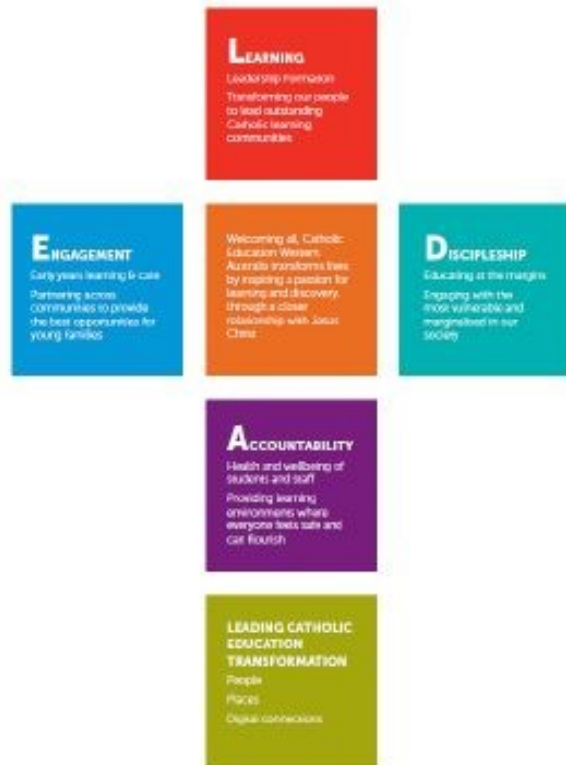 LEARNING
Leadership Formation
Transforming our people
to lead outstanding
Catholic learning
communities
ENGAGEMENT
Early years learning & care
Partnering across
communities to provide
the best opportunities for
young families
Welcoming all, Catholic
Education Western
Australia transforms lives
by inspiring a passion for
learning and discovery,
through a closer
relationship with Jesus
Christ
DISCIPLESHIP
Educating at the margins
Engaging with the
most vulnerable and
marginalised in our
society
ACCOUNTABILITY
Health and wellbeing of
students and staff
Providing learning
environments where
everyone feels safe and
can flourish
LEADING CATHOLIC
EDUCATION
TRANSFORMATION
People
Places
Digital connections